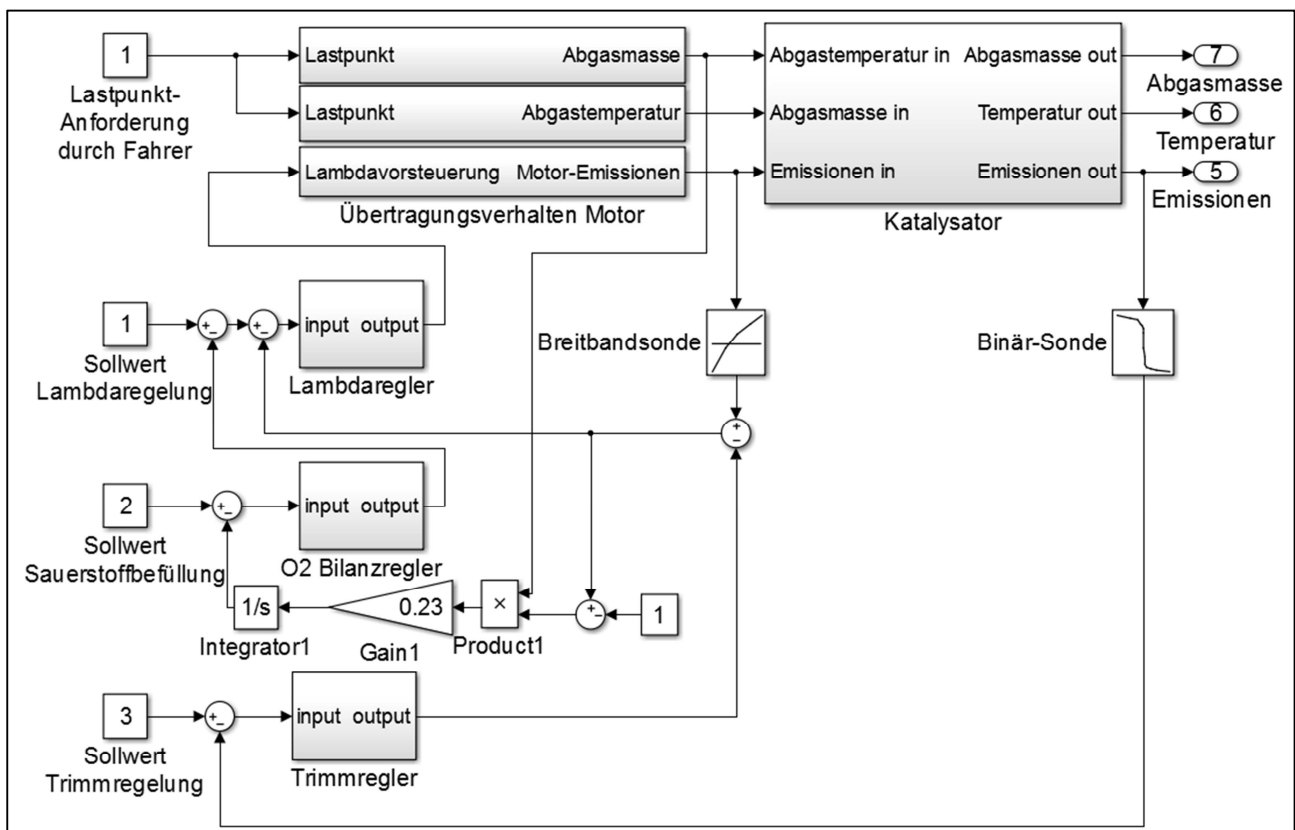 1
Lastpunkt-
Anforderung
durch Fahrer
Lastpunkt Abgasmasse
Lastpunkt Abgastemperatur
Lambdavorsteuerung Motor-Emissionen
Übertragungsverhalten Motor
Abgastemperatur in Abgasmasse out
Abgasmasse in Temperatur out
Emissionen in Emissionen out
Katalysator
7
Abgasmasse
6
Temperatur
5
Emissionen
1
Sollwert
Lambdaregelung
+ −
+ −
input output
Lambdaregler
Breitbandsonde
Binär-Sonde
+
−
2
Sollwert
Sauerstoffbefüllung
+ −
input output
O2 Bilanzregler
1/s
Integrator1
0.23
Gain1
×
Product1
+ −
1
3
Sollwert
Trimmregelung
+ −
input output
Trimmregler